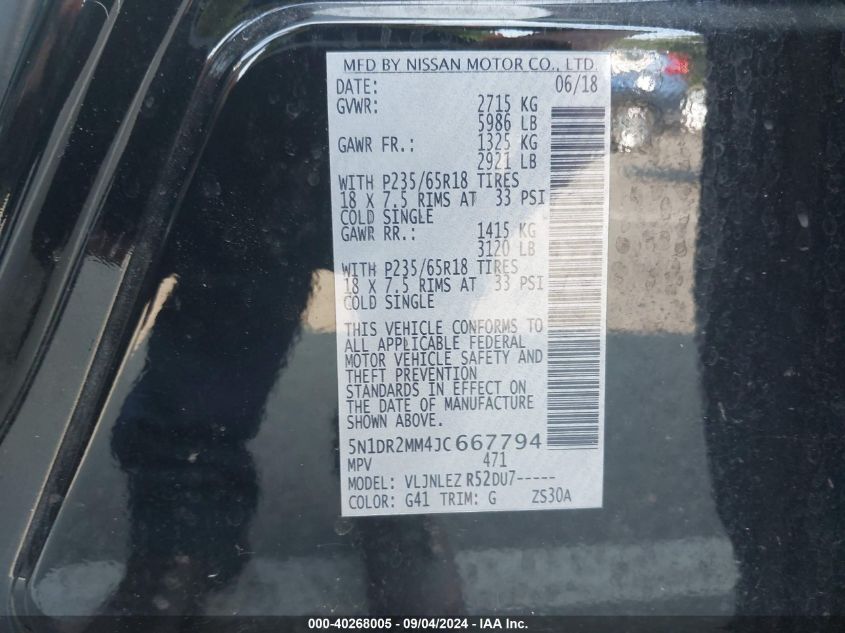 MFD BY NISSAN MOTOR CO., LTD.
DATE: 06/18
GVWR: 2715 KG
5986 LB
GAWR FR.: 1325 KG
2921 LB
WITH P235/65R18 TIRES
18 X 7.5 RIMS AT 33 PSI
COLD SINGLE
GAWR RR.: 1415 KG
3120 LB
WITH P235/65R18 TIRES
18 X 7.5 RIMS AT 33 PSI
COLD SINGLE
THIS VEHICLE CONFORMS TO
ALL APPLICABLE FEDERAL
MOTOR VEHICLE SAFETY AND
THEFT PREVENTION
STANDARDS IN EFFECT ON
THE DATE OF MANUFACTURE
SHOWN ABOVE.
5N1DR2MM4JC667794
MPV 471
MODEL: VLJNLEZ R52DU7-----
COLOR: G41 TRIM: G ZS30A
000-40268005 - 09/04/2024 - IAA Inc.